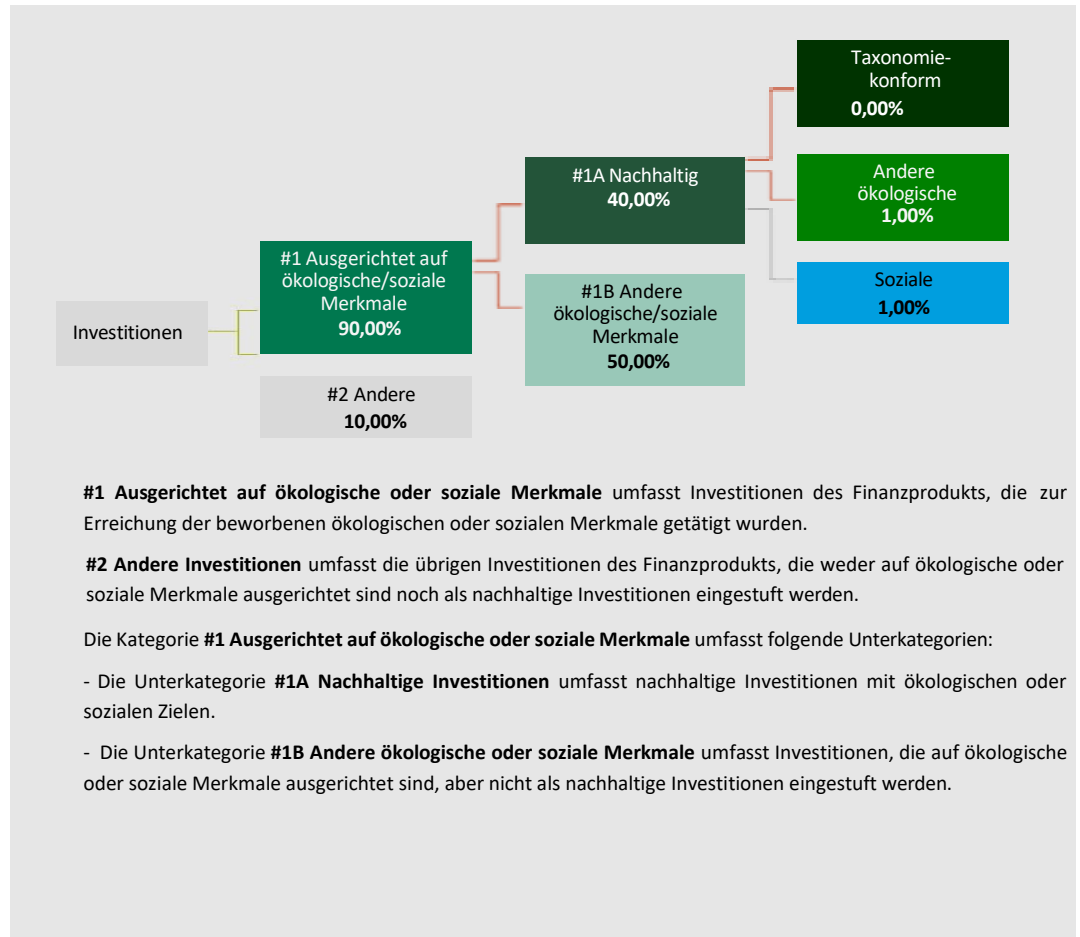 Taxonomie-
konform
0,00%
#1A Nachhaltig
40,00%
Andere
ökologische
1,00%
#1 Ausgerichtet auf
ökologische/soziale
Merkmale
90,00%
Soziale
1,00%
#1B Andere
ökologische/soziale
Merkmale
50,00%
Investitionen
#2 Andere
10,00%
#1 Ausgerichtet auf ökologische oder soziale Merkmale umfasst Investitionen des Finanzprodukts, die zur
Erreichung der beworbenen ökologischen oder sozialen Merkmale getätigt wurden.
#2 Andere Investitionen umfasst die übrigen Investitionen des Finanzprodukts, die weder auf ökologische oder
soziale Merkmale ausgerichtet sind noch als nachhaltige Investitionen eingestuft werden.
Die Kategorie #1 Ausgerichtet auf ökologische oder soziale Merkmale umfasst folgende Unterkategorien:
- Die Unterkategorie #1A Nachhaltige Investitionen umfasst nachhaltige Investitionen mit ökologischen oder
sozialen Zielen.
- Die Unterkategorie #1B Andere ökologische oder soziale Merkmale umfasst Investitionen, die auf ökologische
oder soziale Merkmale ausgerichtet sind, aber nicht als nachhaltige Investitionen eingestuft werden.